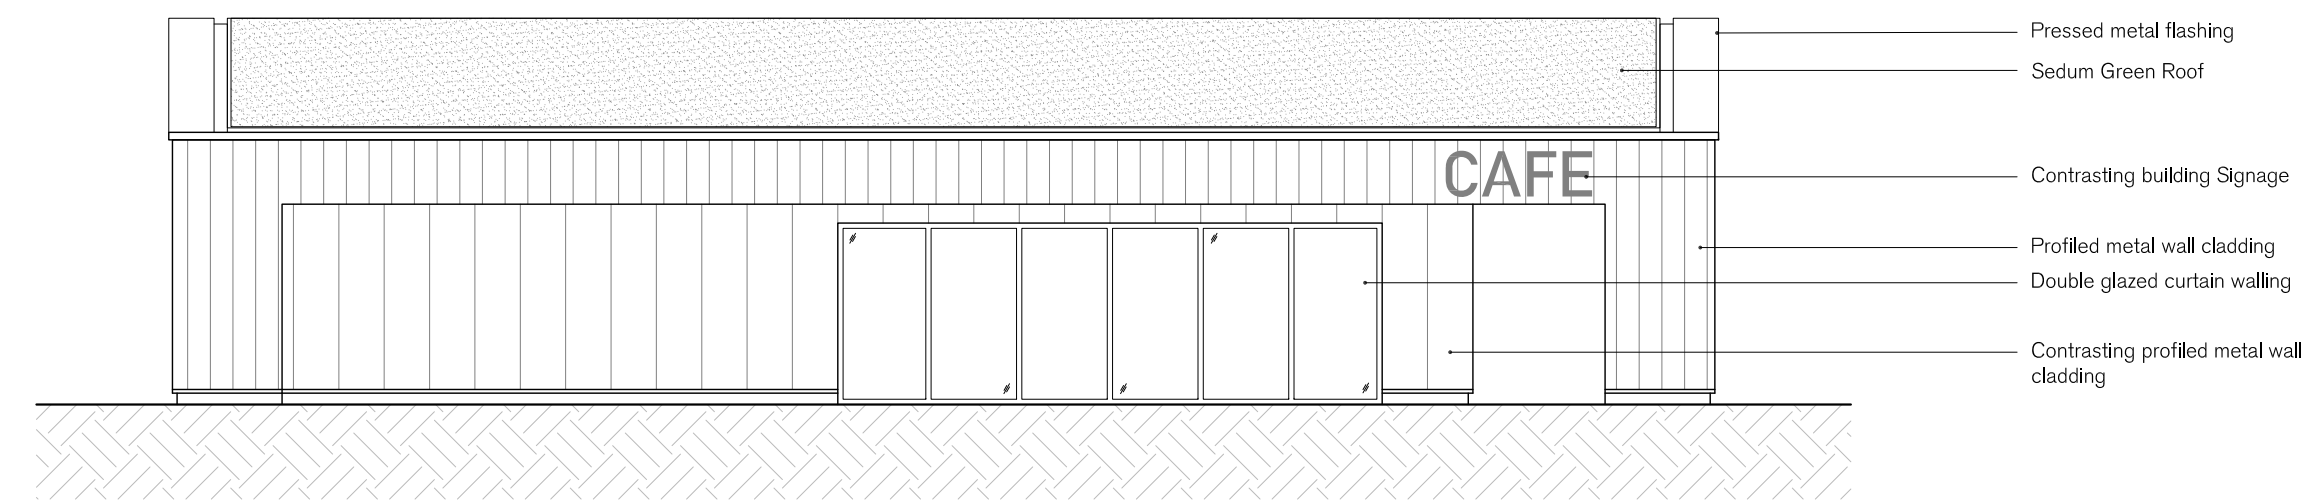 Pressed metal flashing
Sedum Green Roof
CAFE
Contrasting building Signage
Profiled metal wall cladding
Double glazed curtain walling
Contrasting profiled metal wall
cladding